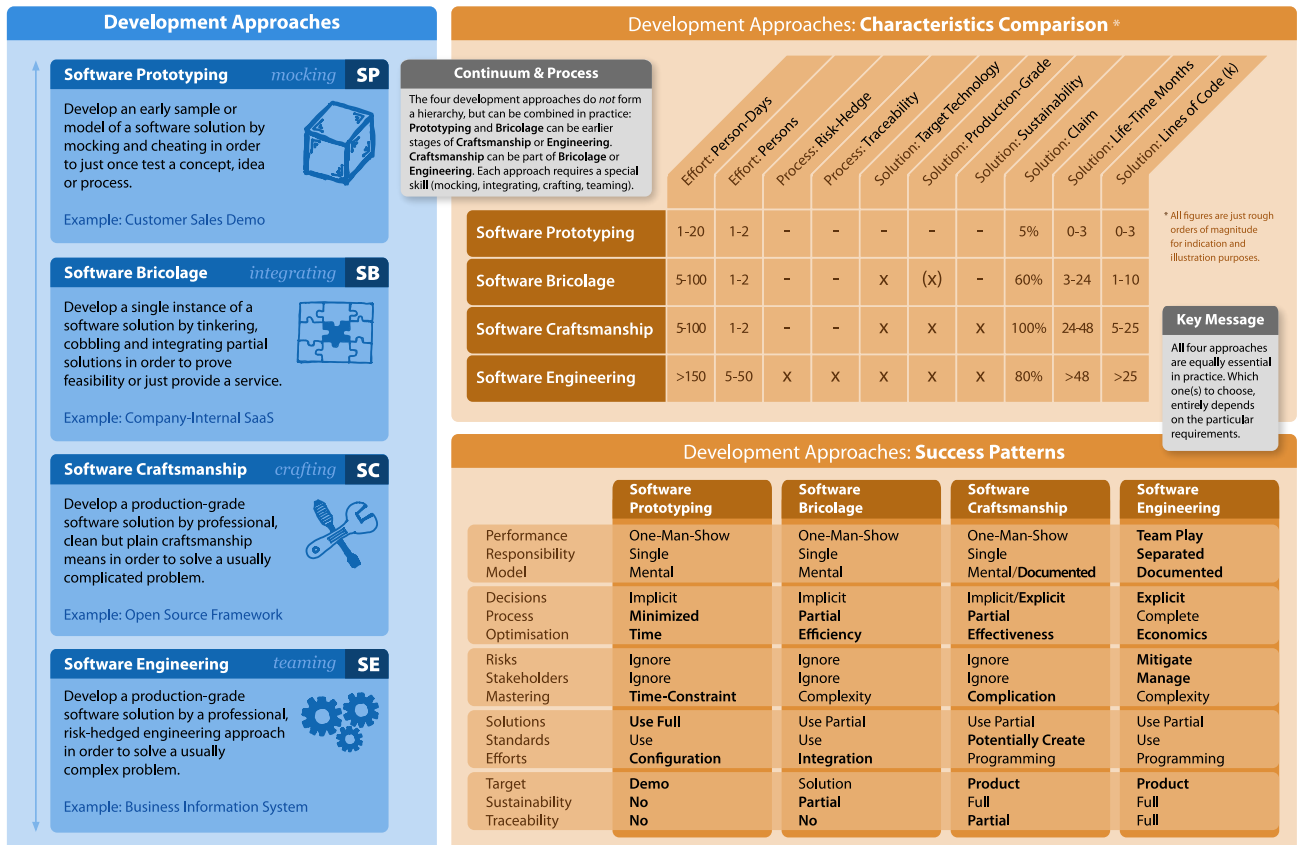 Development Approaches
Software Prototyping mocking SP
Develop an early sample or
model of a software solution by
mocking and cheating in order
to just once test a concept, idea
or process.
Example: Customer Sales Demo
Software Bricolage integrating SB
Develop a single instance of a
software solution by tinkering,
cobbling and integrating partial
solutions in order to prove
feasibility or just provide a service.
Example: Company-Internal SaaS
Software Craftsmanship crafting SC
Develop a production-grade
software solution by professional,
clean but plain craftsmanship
means in order to solve a usually
complicated problem.
Example: Open Source Framework
Software Engineering teaming SE
Develop a production-grade
software solution by a professional,
risk-hedged engineering approach
in order to solve a usually
complex problem.
Example: Business Information System
Continuum & Process
The four development approaches do not form
a hierarchy, but can be combined in practice:
Prototyping and Bricolage can be earlier
stages of Craftsmanship or Engineering.
Craftsmanship can be part of Bricolage or
Engineering. Each approach requires a special
skill (mocking, integrating, crafting, teaming).
Development Approaches: Characteristics Comparison *
Effort: Person-Days
Effort: Persons
Process: Risk-Hedge
Process: Traceability
Solution: Target Technology
Solution: Production-Grade
Solution: Sustainability
Solution: Claim
Solution: Life-Time Months
Solution: Lines of Code (k)
Software Prototyping 1-20 1-2 – – – – – 5% 0-3 0-3
Software Bricolage 5-100 1-2 – – x (x) – 60% 3-24 1-10
Software Craftsmanship 5-100 1-2 – – x x x 100% 24-48 5-25
Software Engineering >150 5-50 x x x x x 80% >48 >25
* All figures are just rough
orders of magnitude
for indication and
illustration purposes.
Key Message
All four approaches
are equally essential
in practice. Which
one(s) to choose,
entirely depends
on the particular
requirements.
Development Approaches: Success Patterns
Software Software Software Software
Prototyping Bricolage Craftsmanship Engineering
Performance One-Man-Show One-Man-Show One-Man-Show Team Play
Responsibility Single Single Single Separated
Model Mental Mental Mental/Documented Documented
Decisions Implicit Implicit Implicit/Explicit Explicit
Process Minimized Partial Partial Complete
Optimisation Time Efficiency Effectiveness Economics
Risks Ignore Ignore Ignore Mitigate
Stakeholders Ignore Ignore Ignore Manage
Mastering Time-Constraint Complexity Complication Complexity
Solutions Use Full Use Partial Use Partial Use Partial
Standards Use Use Potentially Create Use
Efforts Configuration Integration Programming Programming
Target Demo Solution Product Product
Sustainability No Partial Full Full
Traceability No No Partial Full